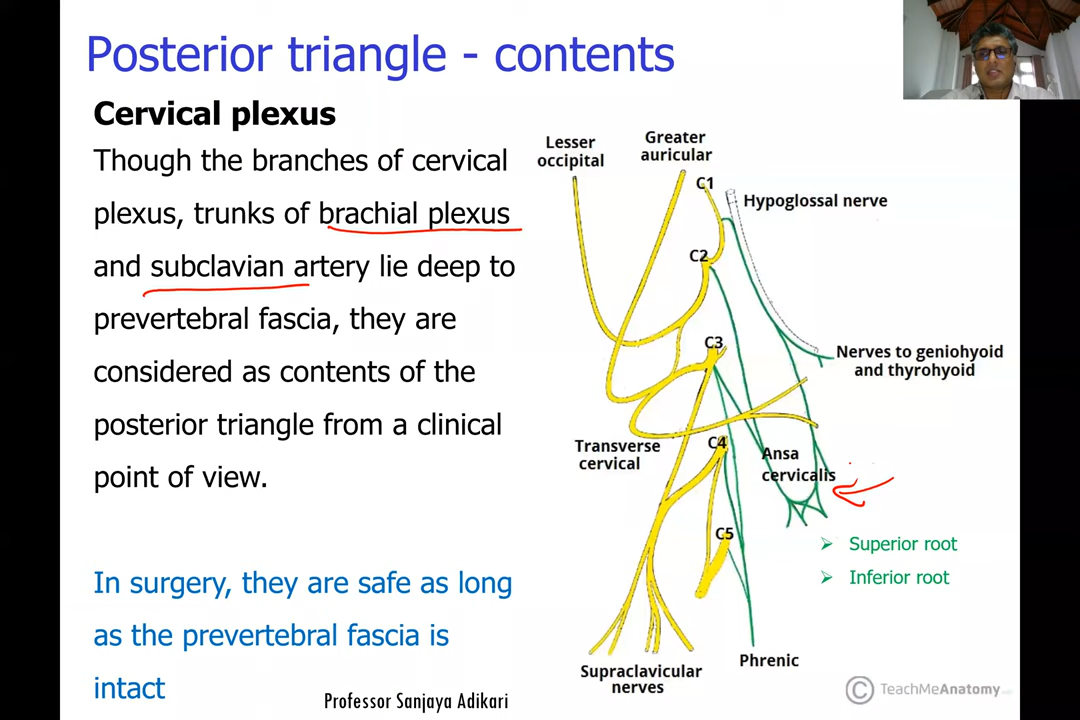 Posterior triangle - contents
Cervical plexus
Though the branches of cervical
plexus, trunks of brachial plexus
and subclavian artery lie deep to
prevertebral fascia, they are
considered as contents of the
posterior triangle from a clinical
point of view.
In surgery, they are safe as long
as the prevertebral fascia is
intact
Professor Sanjaya Adikari
Lesser
occipital
Greater
auricular
C1
Hypoglossal nerve
C2
C3
Nerves to geniohyoid
and thyrohyoid
Transverse
cervical
C4
Ansa
cervicalis
C5
➢ Superior root
➢ Inferior root
Supraclavicular
nerves
Phrenic
© TeachMeAnatomy